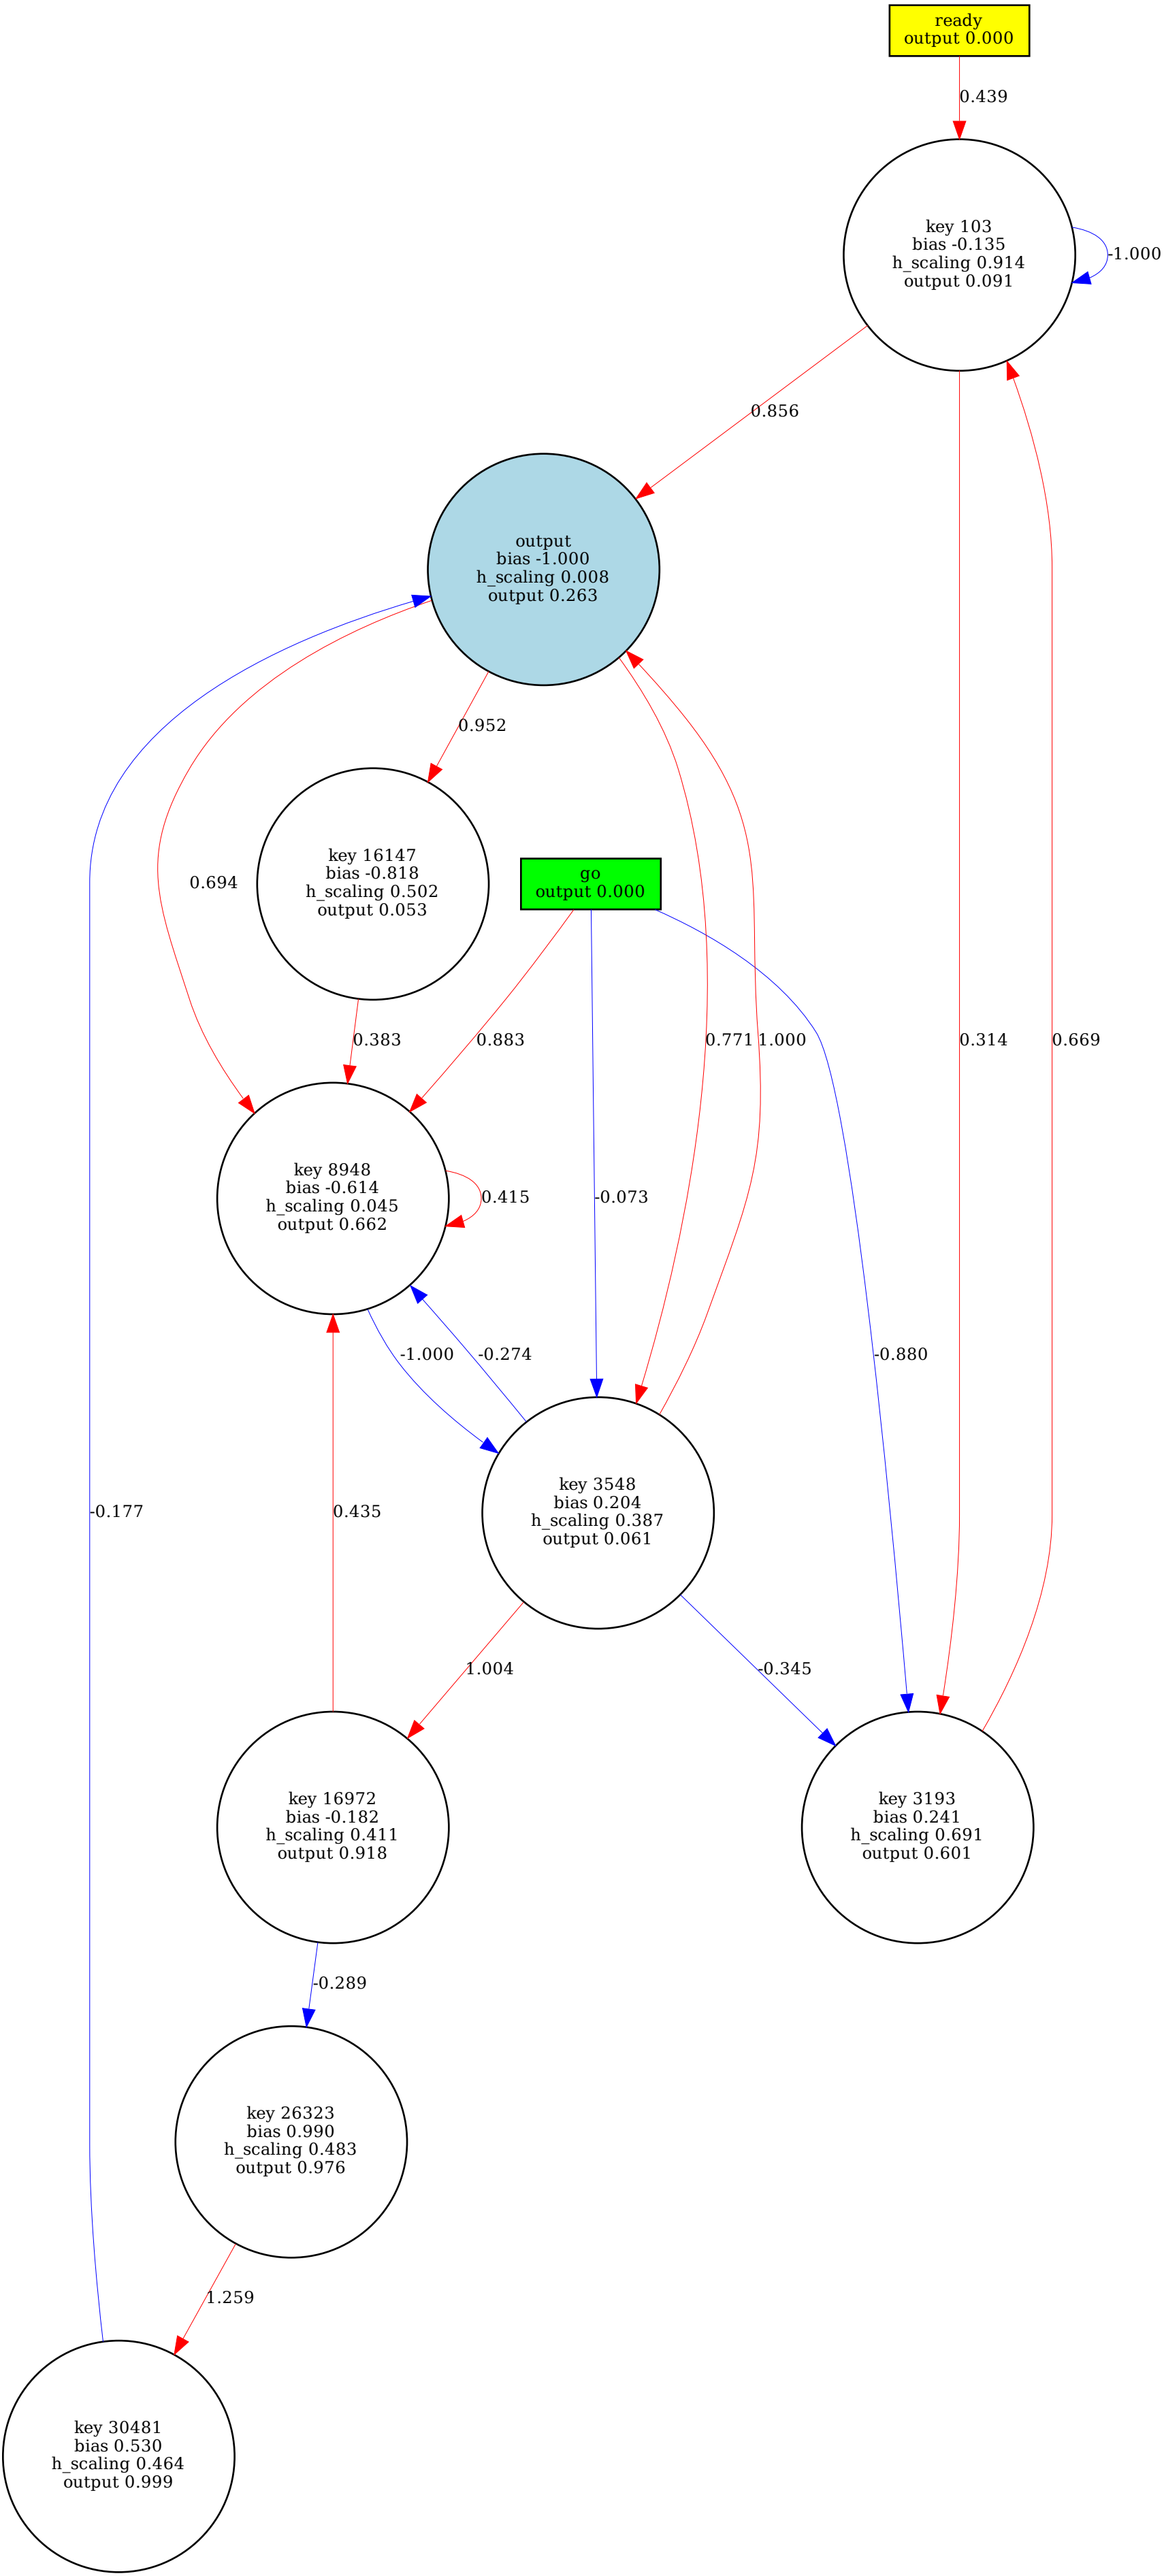 ready
output 0.000
0.439
key 103
bias -0.135
h_scaling 0.914
output 0.091
-1.000
0.856
output
bias -1.000
h_scaling 0.008
output 0.263
0.952
key 16147
bias -0.818
h_scaling 0.502
output 0.053
go
output 0.000
0.694
0.383
0.883
0.771
1.000
0.314
0.669
key 8948
bias -0.614
h_scaling 0.045
output 0.662
0.415
-0.073
-1.000
-0.274
-0.880
key 3548
bias 0.204
h_scaling 0.387
output 0.061
-0.177
0.435
1.004
-0.345
key 16972
bias -0.182
h_scaling 0.411
output 0.918
key 3193
bias 0.241
h_scaling 0.691
output 0.601
-0.289
key 26323
bias 0.990
h_scaling 0.483
output 0.976
1.259
key 30481
bias 0.530
h_scaling 0.464
output 0.999